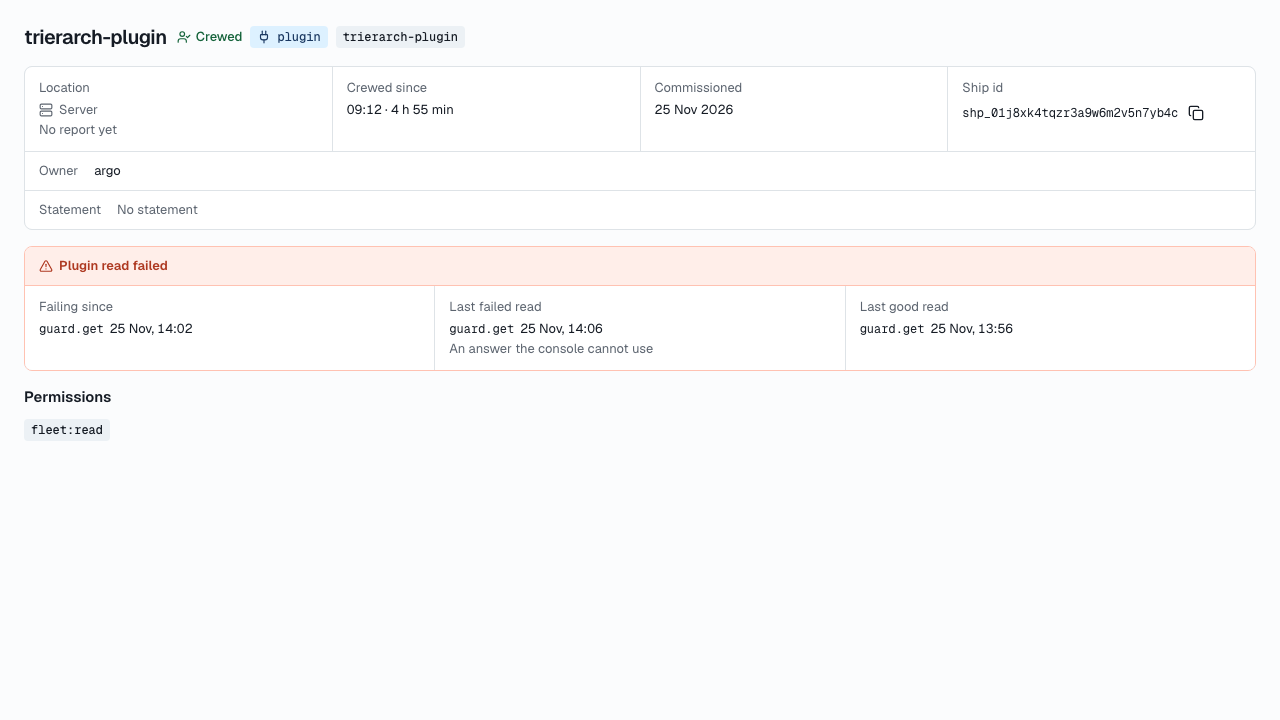 trierarch-plugin Crewed plugin trierarch-plugin
Location
Server
No report yet
Crewed since
09:12 · 4 h 55 min
Commissioned
25 Nov 2026
Ship id
shp_01j8xk4tqzr3a9w6m2v5n7yb4c
Owner argo
Statement No statement
Plugin read failed
Failing since
guard.get 25 Nov, 14:02
Last failed read
guard.get 25 Nov, 14:06
An answer the console cannot use
Last good read
guard.get 25 Nov, 13:56
Permissions
fleet:read